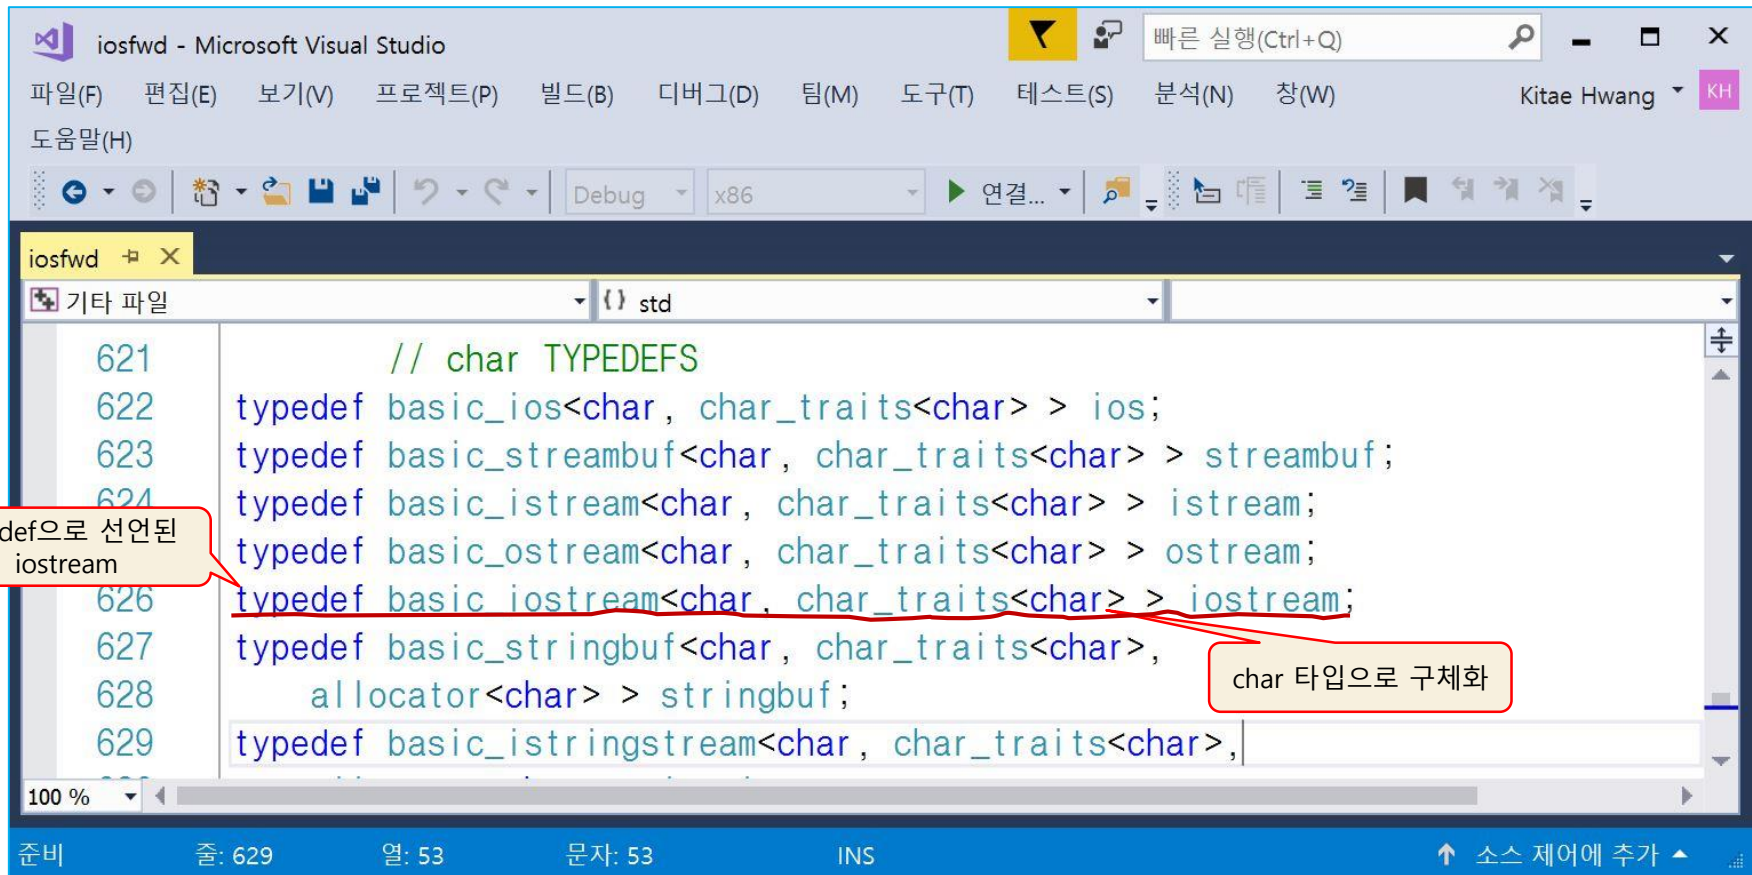 iosfwd - Microsoft Visual Studio
빠른 실행(Ctrl+Q)
파일(F) 편집(E) 보기(V) 프로젝트(P) 빌드(B) 디버그(D) 팀(M) 도구(T) 테스트(S) 분석(N) 창(W) Kitae Hwang KH
도움말(H)
Debug x86 연결...
iosfwd
기타 파일 {} std
621 // char TYPEDEFS
622 typedef basic_ios<char, char_traits<char> > ios;
623 typedef basic_streambuf<char, char_traits<char> > streambuf;
624 typedef basic_istream<char, char_traits<char> > istream;
def으로 선언된
iostream
typedef basic_ostream<char, char_traits<char> > ostream;
626 typedef basic_iostream<char, char_traits<char> > iostream;
627 typedef basic_stringbuf<char, char_traits<char>,
char 타입으로 구체화
628 allocator<char> > stringbuf;
629 typedef basic_istringstream<char, char_traits<char>,
100 %
준비 줄: 629 열: 53 문자: 53 INS 소스 제어에 추가